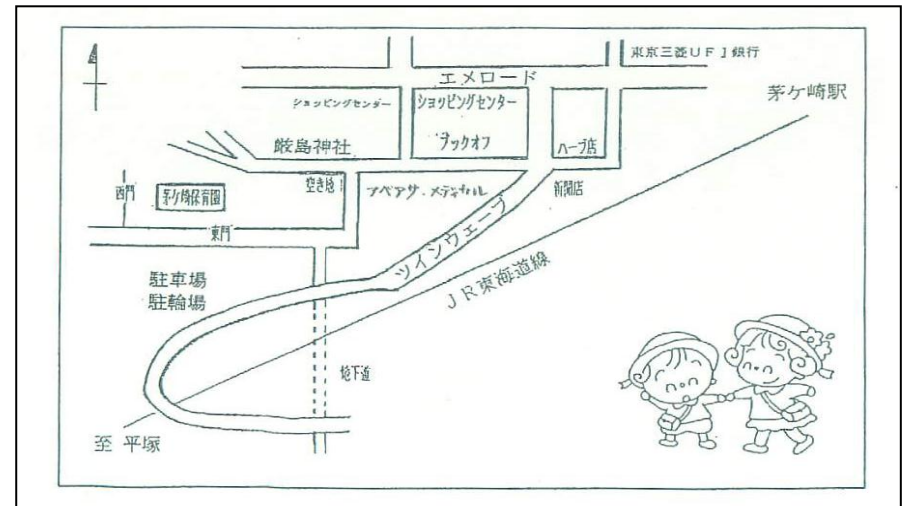 東京三菱UFJ銀行
エメロード
茅ケ崎駅
ショッピングセンター
ショッピングセンター
ブックオフ
ハーブ店
厳島神社
空き地
アベアサ・メディカル
新聞店
西門
茅ケ崎保育園
東門
ツインウェーブ
駐車場
駐輪場
JR東海道線
地下道
至 平塚